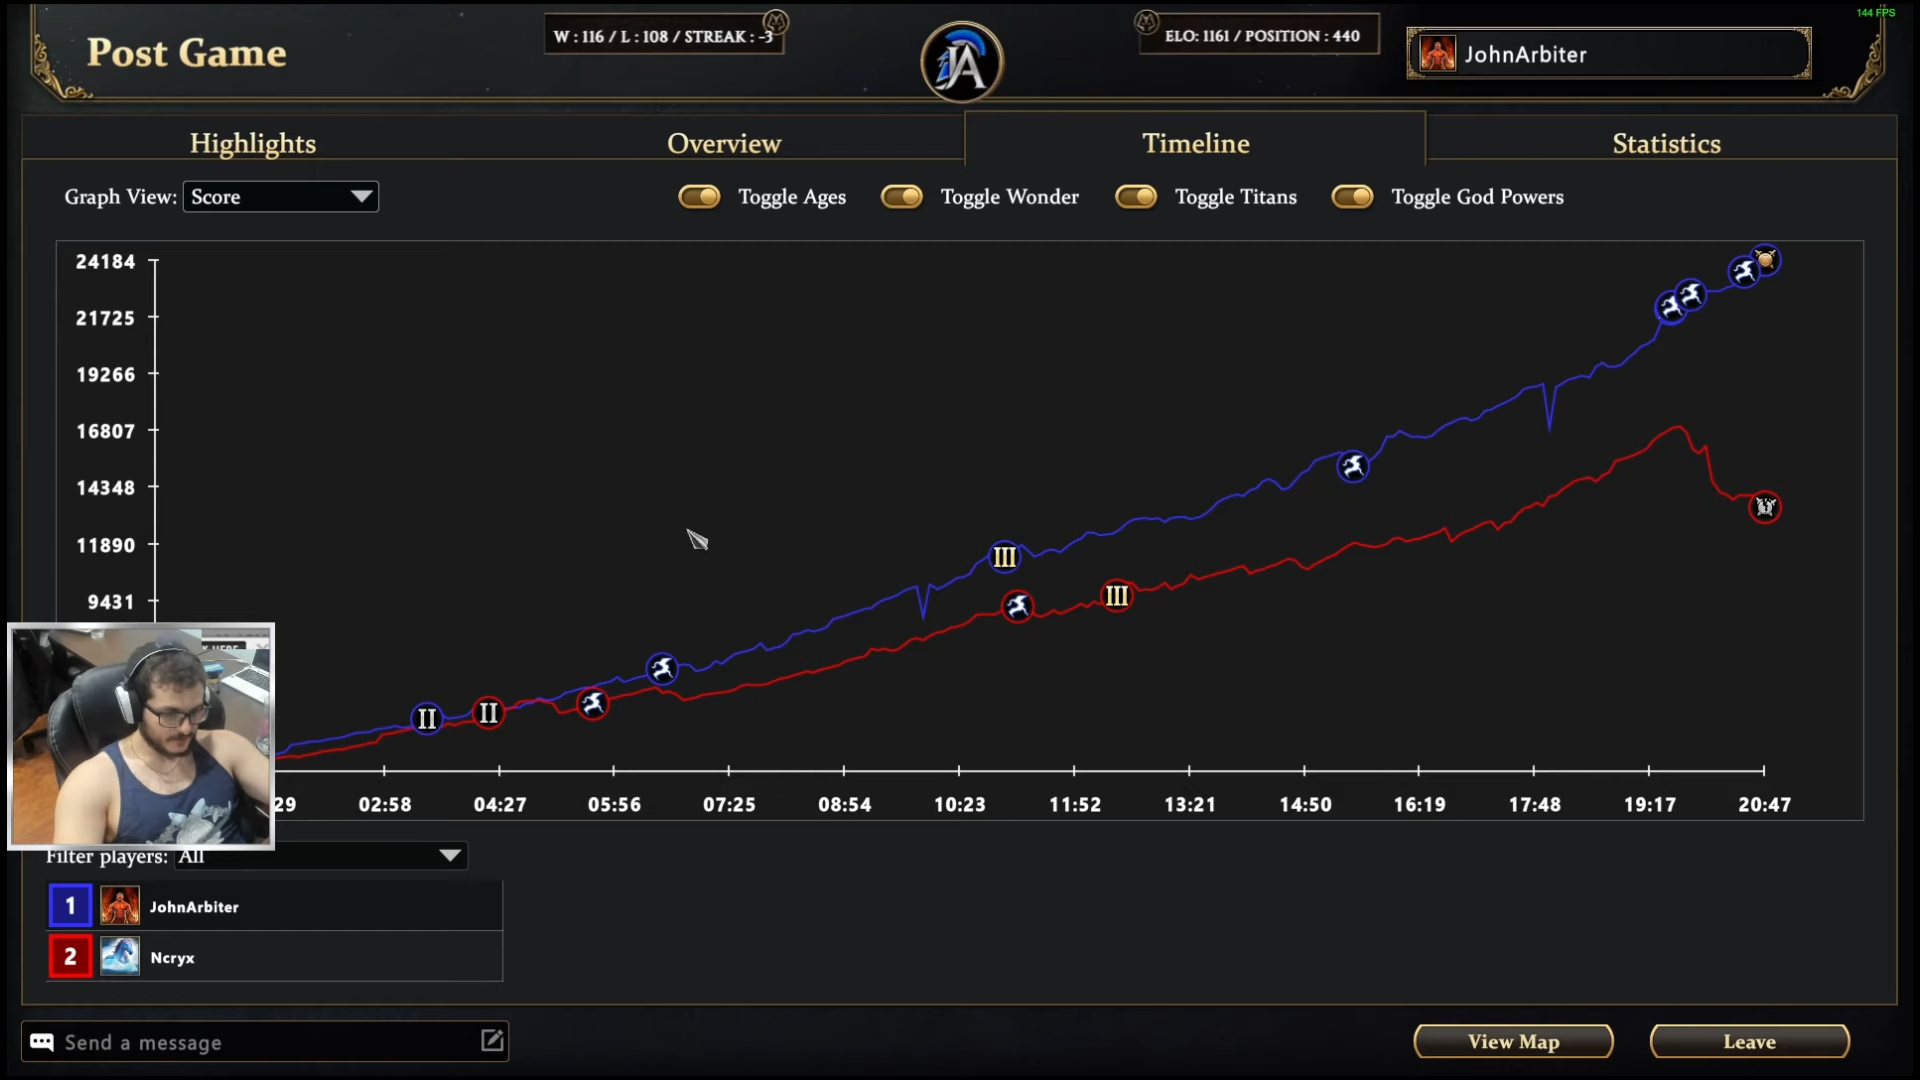 144 FPS
Post Game
W : 116 / L : 108 / STREAK : -3
JA
ELO: 1161 / POSITION : 440
JohnArbiter
Highlights
Overview
Timeline
Statistics
Graph View: Score
Toggle Ages
Toggle Wonder
Toggle Titans
Toggle God Powers
24184
21725
19266
16807
14348
11890
9431
III
III
II
II
29
02:58
04:27
05:56
07:25
08:54
10:23
11:52
13:21
14:50
16:19
17:48
19:17
20:47
Filter players: All
1 JohnArbiter
2 Ncryx
Send a message
View Map
Leave